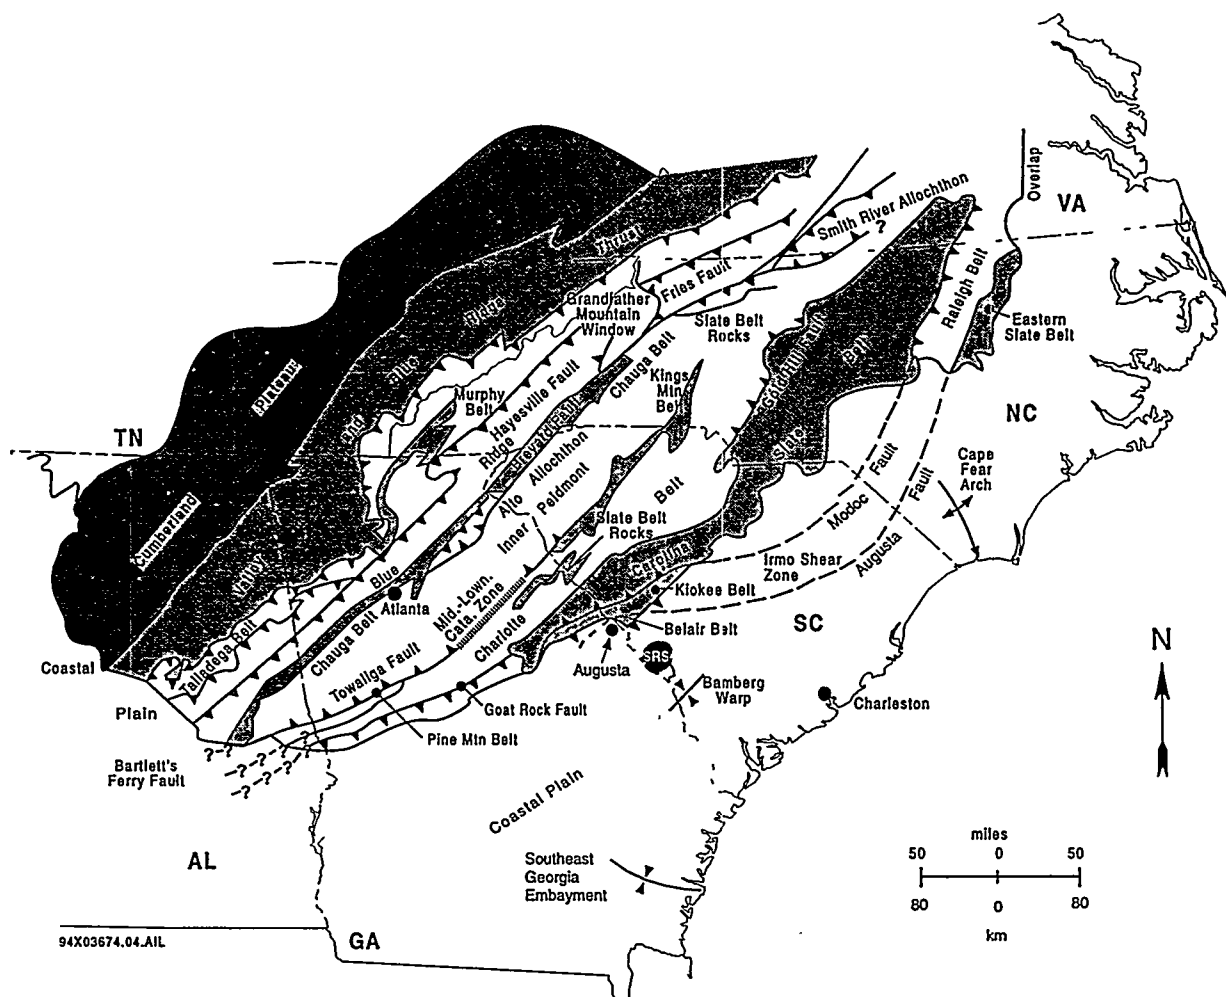 Overlap
VA
Smith River Allochthon
?
Thrust
Ridge
Blue
and
Valley
Plateau
Cumberland
Fries Fault
Grandfather
Mountain
Window
Raleigh Belt
Eastern
Slate Belt
Slate Belt
Rocks
Chauga Belt
Kings
Mtn
Belt
Gold Hill Fault
Belt
Slate
Carolina
Murphy
Belt
Hayesville Fault
Ridge
Blue
Brevard Fault
Alto Allochthon
Inner Peidmont
TN
NC
Cape
Fear
Arch
Belt
Charlotte
Slate Belt
Rocks
Modoc Fault
Augusta Fault
Irmo Shear
Zone
Kiokee Belt
Belair Belt
SC
Atlanta
Mid.-Lown.
Cata. Zone
Chauga Belt
Talladega Belt
Towaliga Fault
Coastal
Plain
Augusta
SRS
Bamberg
Warp
Charleston
Goat Rock Fault
Pine Mtn Belt
Bartlett's
Ferry Fault
?-?
-?--?--?
-?--?--?
Coastal Plain
AL
Southeast
Georgia
Embayment
GA
94X03674.04.AIL
N
miles
50 0 50
80 0 80
km